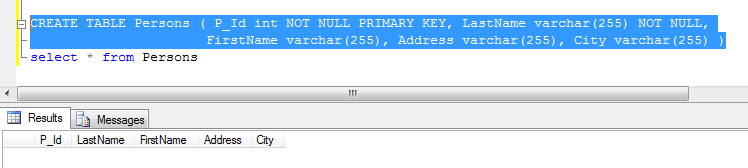 CREATE TABLE Persons ( P_Id int NOT NULL PRIMARY KEY, LastName varchar(255) NOT NULL,
FirstName varchar(255), Address varchar(255), City varchar(255) )
select * from Persons
Results Messages
P_Id LastName FirstName Address City